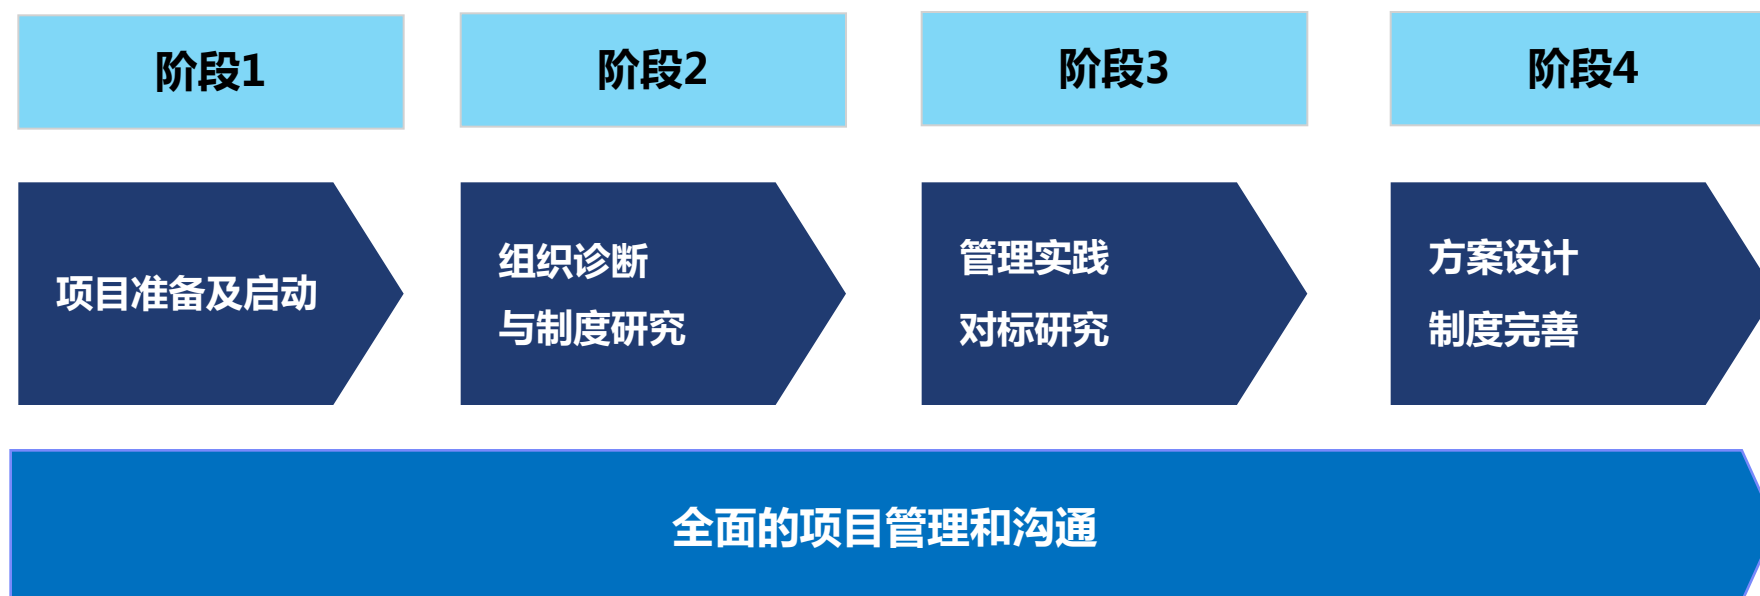 阶段1
阶段2
阶段3
阶段4
项目准备及启动
组织诊断
与制度研究
管理实践
对标研究
方案设计
制度完善
全面的项目管理和沟通